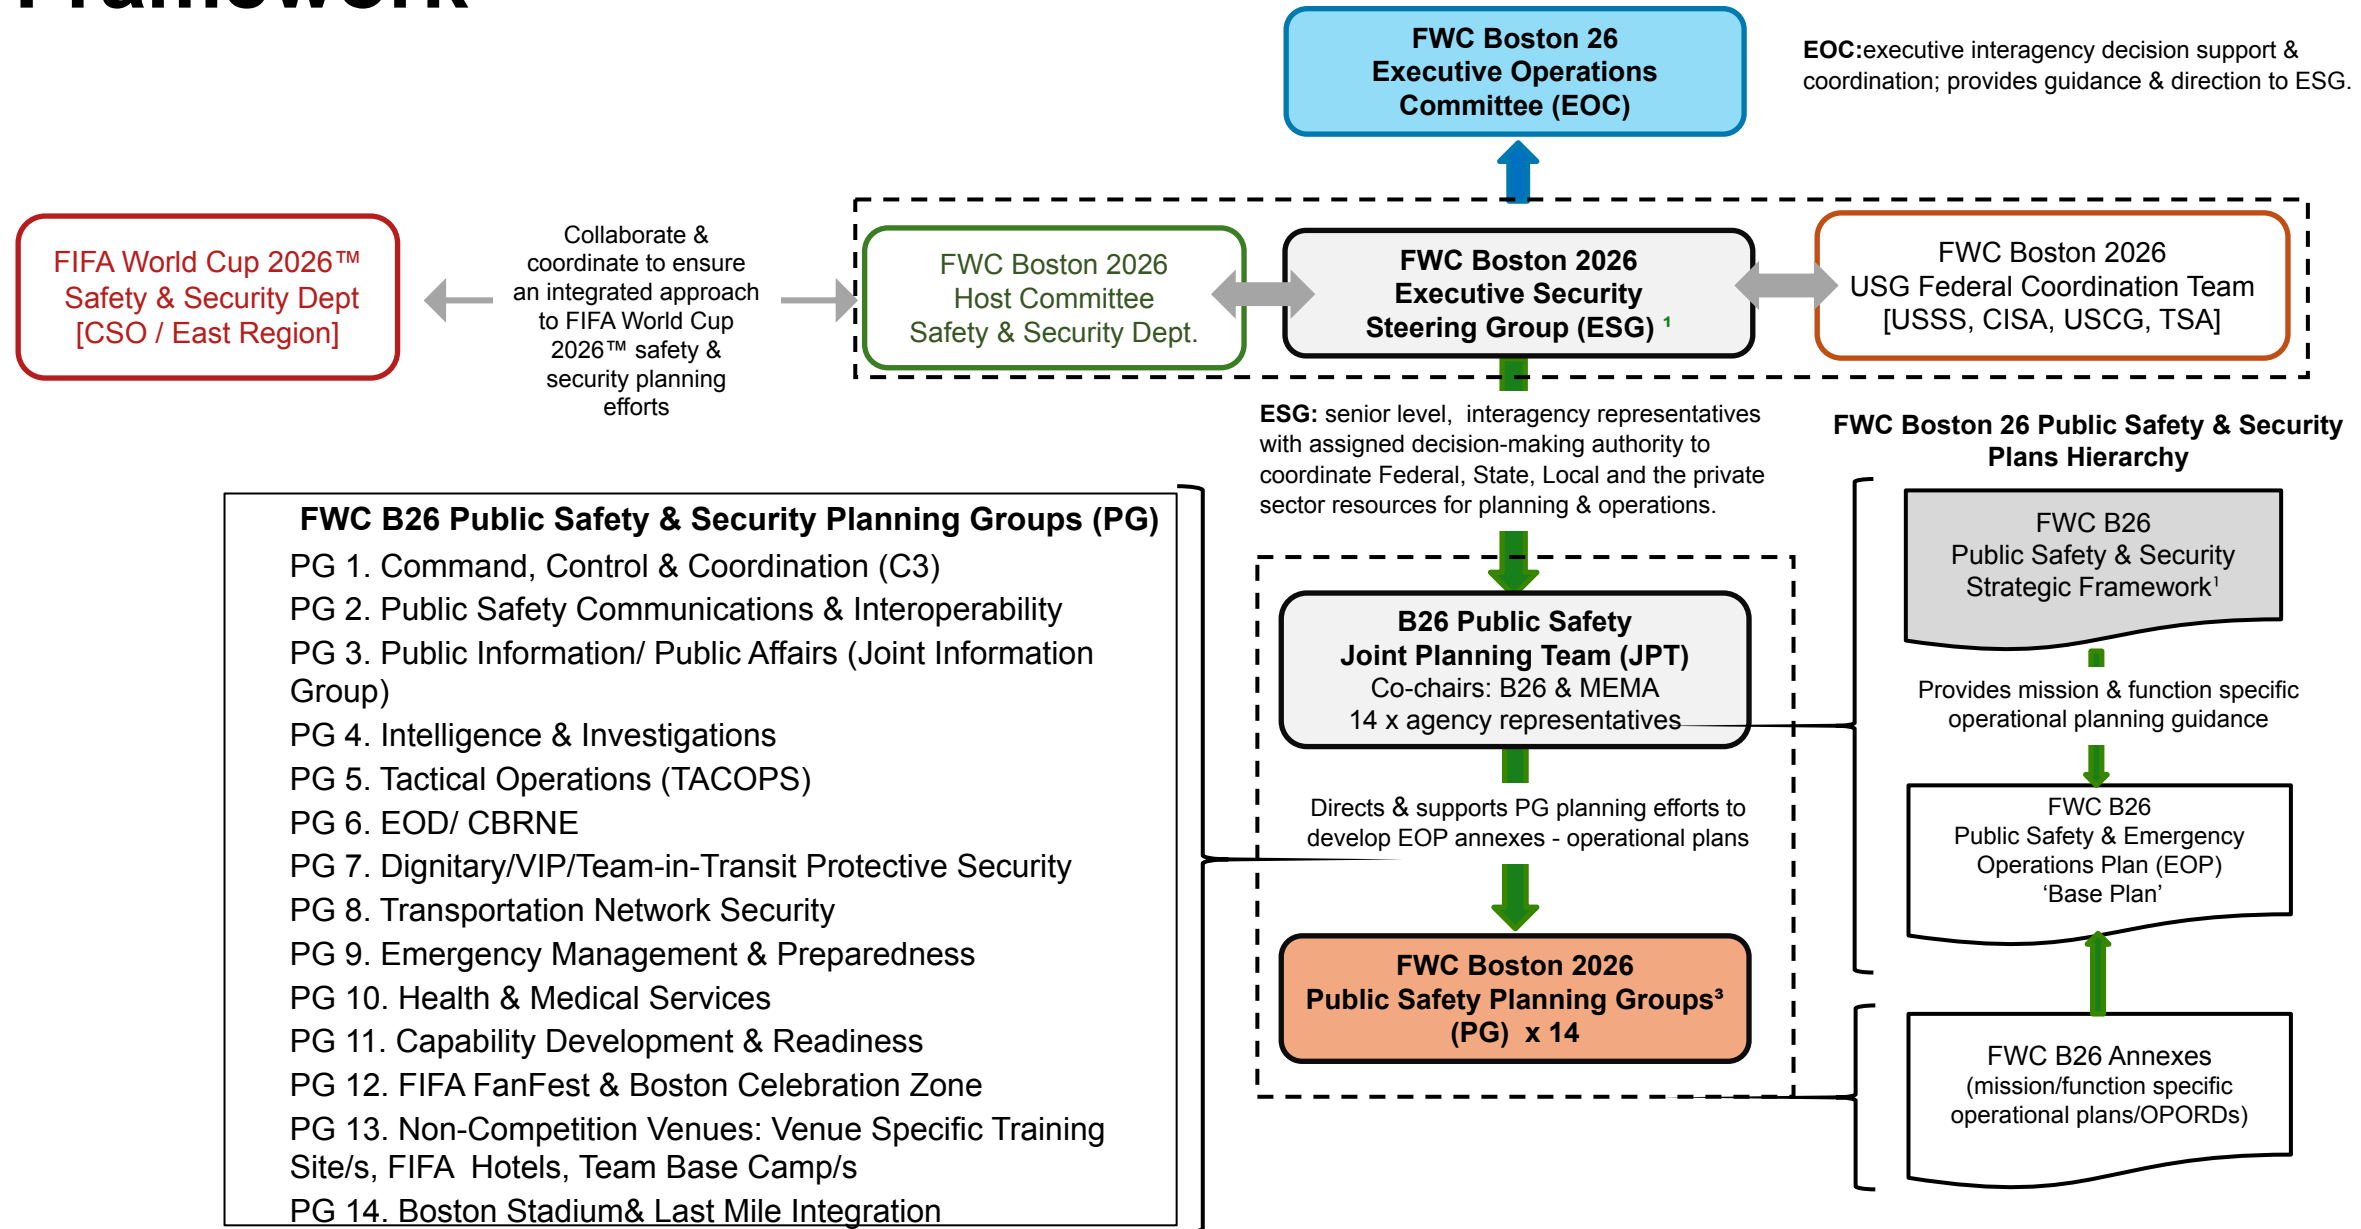 Framework
FWC Boston 26
Executive Operations
Committee (EOC)
EOC:executive interagency decision support &
coordination; provides guidance & direction to ESG.
FIFA World Cup 2026™
Safety & Security Dept
[CSO / East Region]
Collaborate &
coordinate to ensure
an integrated approach
to FIFA World Cup
2026™ safety &
security planning
efforts
FWC Boston 2026
Host Committee
Safety & Security Dept.
FWC Boston 2026
Executive Security
Steering Group (ESG) ¹
FWC Boston 2026
USG Federal Coordination Team
[USSS, CISA, USCG, TSA]
ESG: senior level, interagency representatives
with assigned decision-making authority to
coordinate Federal, State, Local and the private
sector resources for planning & operations.
FWC Boston 26 Public Safety & Security
Plans Hierarchy
FWC B26 Public Safety & Security Planning Groups (PG)
PG 1. Command, Control & Coordination (C3)
PG 2. Public Safety Communications & Interoperability
PG 3. Public Information/ Public Affairs (Joint Information
Group)
PG 4. Intelligence & Investigations
PG 5. Tactical Operations (TACOPS)
PG 6. EOD/ CBRNE
PG 7. Dignitary/VIP/Team-in-Transit Protective Security
PG 8. Transportation Network Security
PG 9. Emergency Management & Preparedness
PG 10. Health & Medical Services
PG 11. Capability Development & Readiness
PG 12. FIFA FanFest & Boston Celebration Zone
PG 13. Non-Competition Venues: Venue Specific Training
Site/s, FIFA Hotels, Team Base Camp/s
PG 14. Boston Stadium& Last Mile Integration
B26 Public Safety
Joint Planning Team (JPT)
Co-chairs: B26 & MEMA
14 x agency representatives
Directs & supports PG planning efforts to
develop EOP annexes - operational plans
FWC Boston 2026
Public Safety Planning Groups³
(PG) x 14
FWC B26
Public Safety & Security
Strategic Framework¹
Provides mission & function specific
operational planning guidance
FWC B26
Public Safety & Emergency
Operations Plan (EOP)
‘Base Plan’
FWC B26 Annexes
(mission/function specific
operational plans/OPORDs)